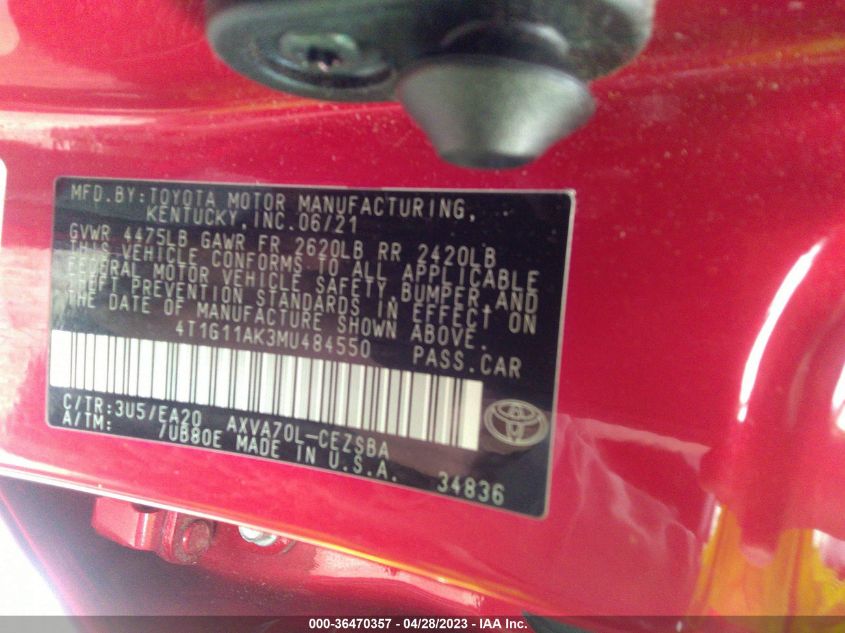 MFD.BY:TOYOTA MOTOR MANUFACTURING,
KENTUCKY, INC.06/21
GVWR 4475LB GAWR FR 2620LB RR 2420LB
THIS VEHICLE CONFORMS TO ALL APPLICABLE
FEDERAL MOTOR VEHICLE SAFETY, BUMPER,AND
THEFT PREVENTION STANDARDS IN EFFECT ON
THE DATE OF MANUFACTURE SHOWN ABOVE.
4T1G11AK3MU484550 PASS.CAR
C/TR:3U5/EA20 AXVA70L-CEZSBA
A/TM: /UB80E MADE IN U.S.A.
34836
000-36470357 | 04/28/2023 - IAA Inc.